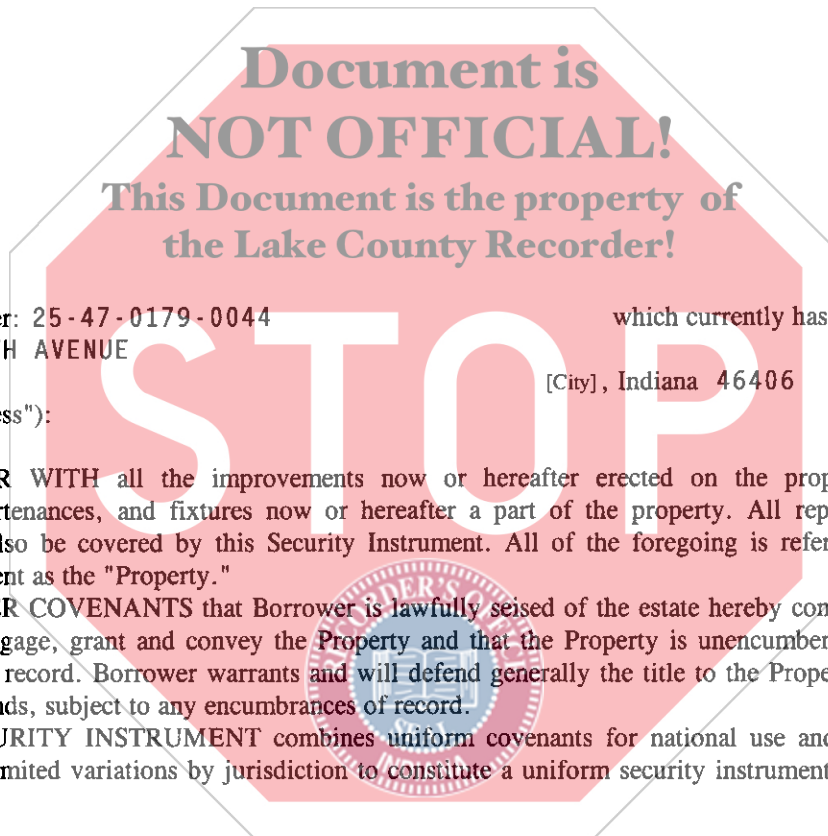 Document is
NOT OFFICIAL!
This Document is the property of
the Lake County Recorder!
er: 25-47-0179-0044 which currently has
H AVENUE
[City], Indiana 46406
ess"):
STOP
R WITH all the improvements now or hereafter erected on the prop
rtenances, and fixtures now or hereafter a part of the property. All rep
lso be covered by this Security Instrument. All of the foregoing is refer
ent as the "Property."
ER COVENANTS that Borrower is lawfully seised of the estate hereby con
gage, grant and convey the Property and that the Property is unencumber
record. Borrower warrants and will defend generally the title to the Prope
nds, subject to any encumbrances of record.
URITY INSTRUMENT combines uniform covenants for national use and
mited variations by jurisdiction to constitute a uniform security instrument
RECORDER'S OFFICE
SEAL
INDIANA